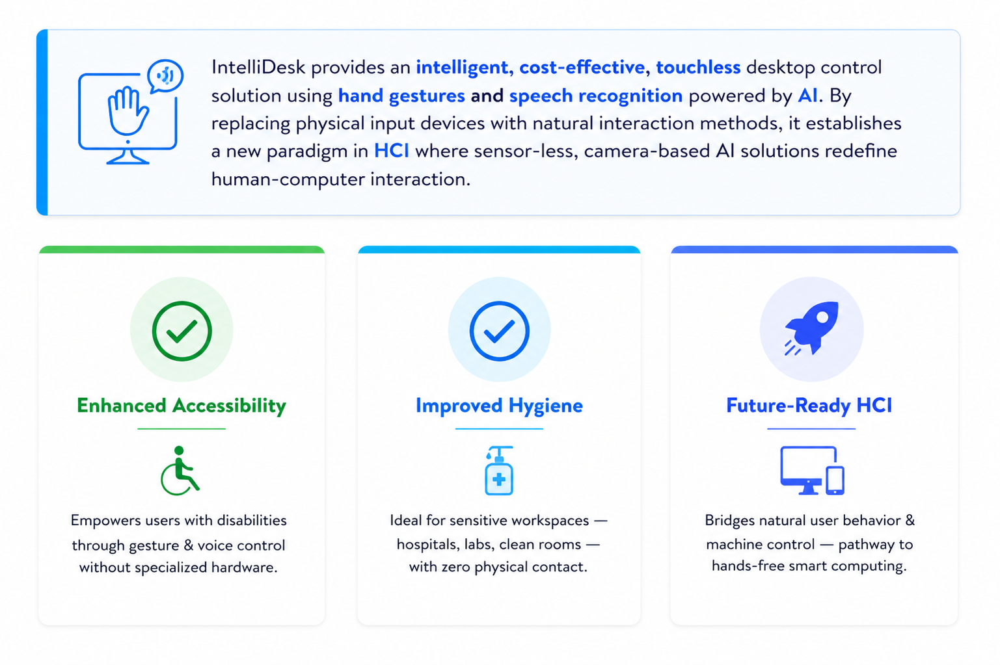 IntelliDesk provides an intelligent, cost-effective, touchless desktop control
solution using hand gestures and speech recognition powered by AI. By
replacing physical input devices with natural interaction methods, it establishes
a new paradigm in HCI where sensor-less, camera-based AI solutions redefine
human-computer interaction.
Enhanced Accessibility
Empowers users with disabilities
through gesture & voice control
without specialized hardware.
Improved Hygiene
Ideal for sensitive workspaces —
hospitals, labs, clean rooms —
with zero physical contact.
Future-Ready HCI
Bridges natural user behavior &
machine control — pathway to
hands-free smart computing.